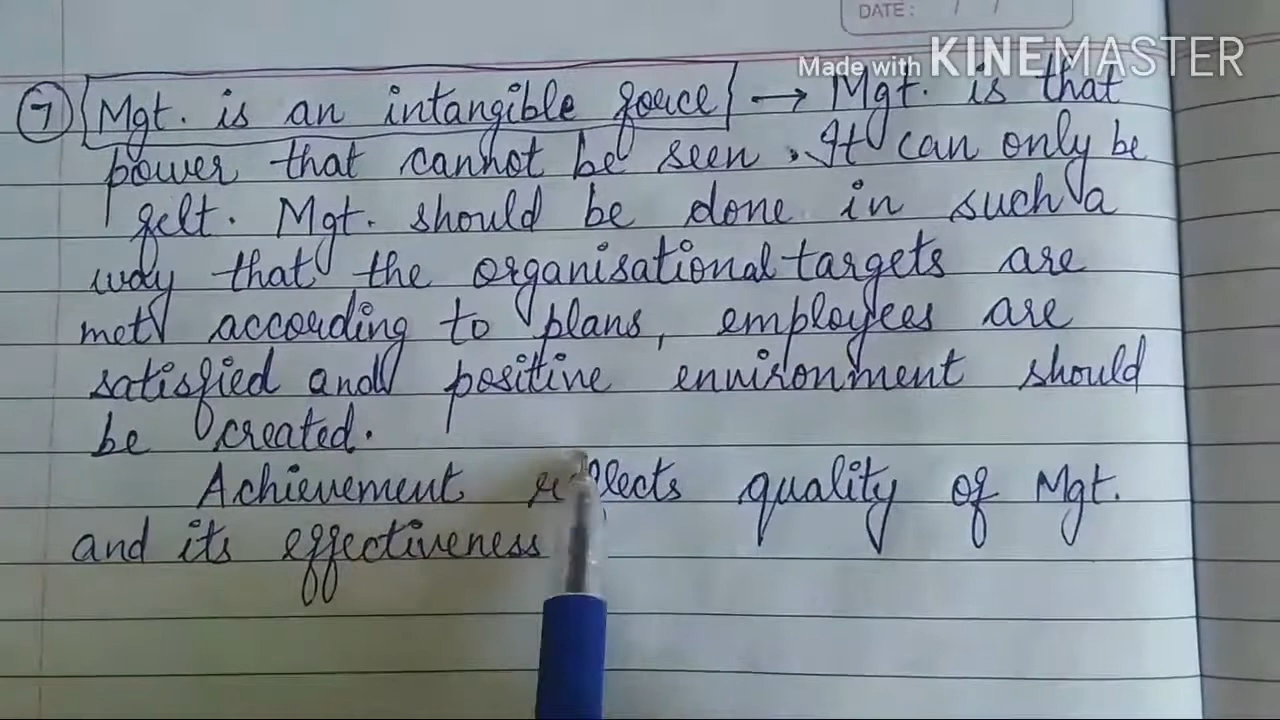 DATE: / /
Made with KINEMASTER
7 Mgt. is an intangible force → Mgt. is that
power that cannot be seen. It can only be
felt. Mgt. should be done in such a
way that the organisational targets are
met according to plans, employees are
satisfied and positive environment should
be created.
Achievement reflects quality of Mgt.
and its effectiveness